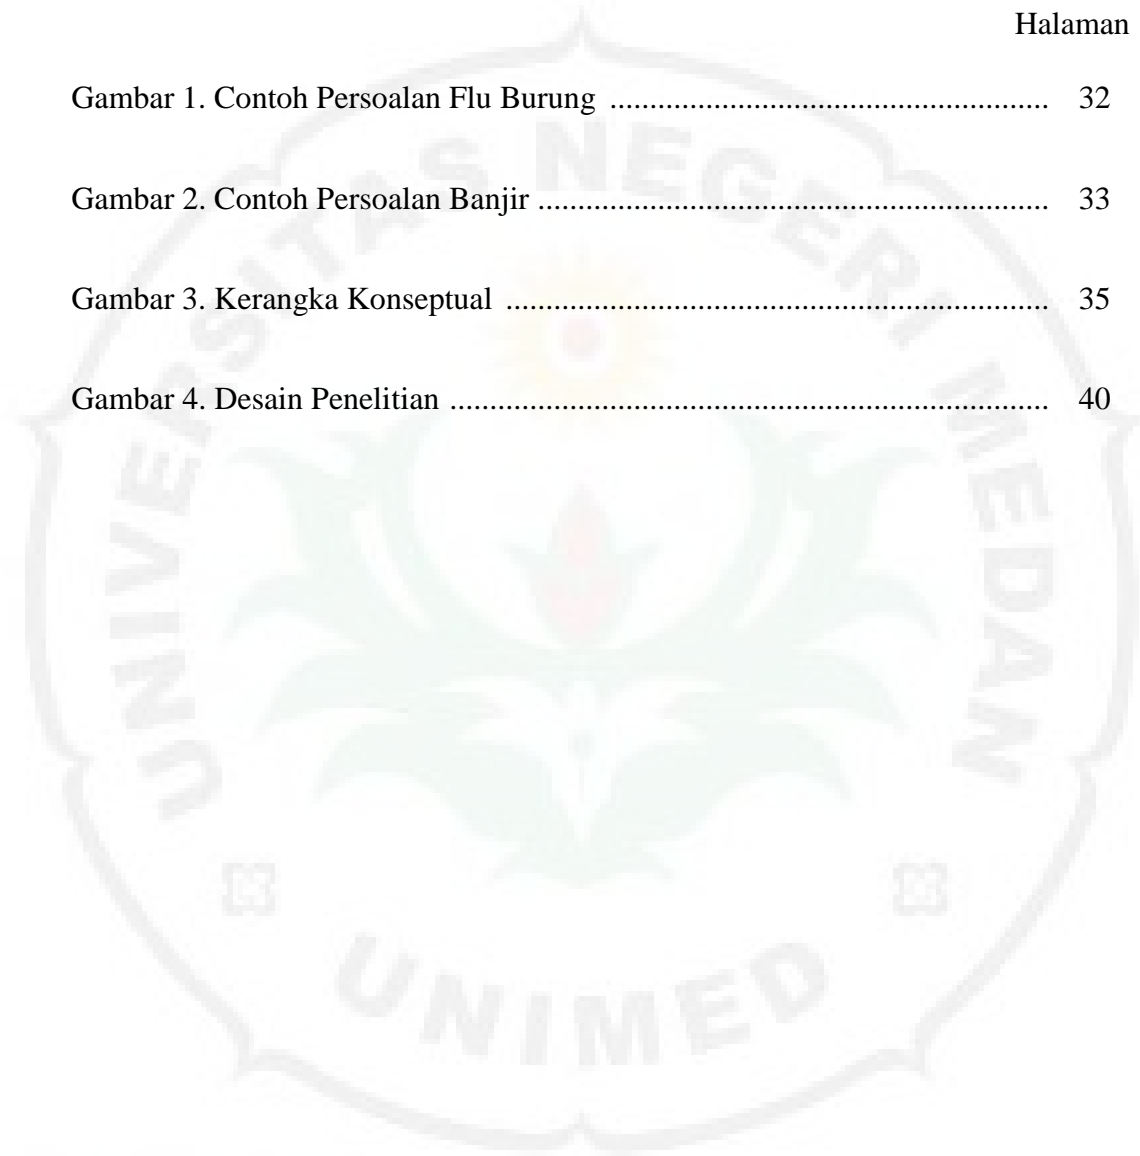 Halaman
Gambar 1. Contoh Persoalan Flu Burung ....................................................... 32
Gambar 2. Contoh Persoalan Banjir ................................................................ 33
Gambar 3. Kerangka Konseptual .................................................................... 35
Gambar 4. Desain Penelitian ........................................................................... 40
UNIVERSITAS NEGERI MEDAN
UNIMED